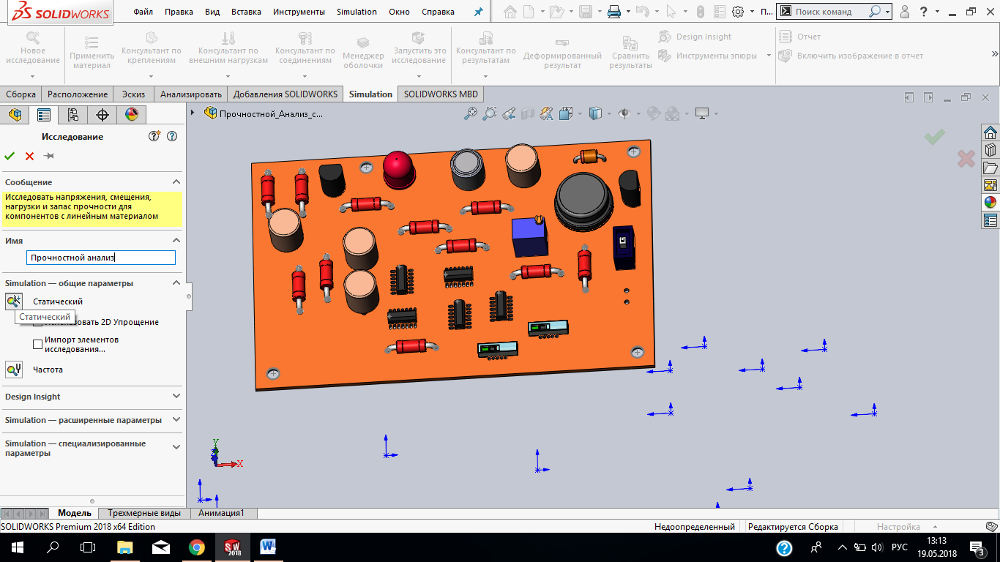 SOLIDWORKS
Файл Правка Вид Вставка Инструменты Simulation Окно Справка
П... Поиск команд
Новое
исследование
Применить
материал
Консультант по
креплениям
Консультант по
внешним нагрузкам
Консультант по
соединениям
Менеджер
оболочки
Запустить это
исследование
Консультант по
результатам
Деформированный
результат
Сравнить
результаты
Design Insight
Инструменты эпюры
Отчет
Включить изображение в отчет
Сборка Расположение Эскиз Анализировать Добавления SOLIDWORKS Simulation SOLIDWORKS MBD
Прочностной_Анализ_с...
Исследование
Сообщение
Исследовать напряжения, смещения,
нагрузки и запас прочности для
компонентов с линейным материалом
Имя
Прочностной анализ
Simulation — общие параметры
Статический
Статический
2D Упрощение
Импорт элементов
исследования...
Частота
Design Insight
Simulation — расширенные параметры
Simulation — специализированные
параметры
Y
X
Модель Трехмерные виды Анимация1
SOLIDWORKS Premium 2018 x64 Edition
Недоопределенный Редактируется Сборка Настройка
SW
2018
РУС
13:13
19.05.2018
3